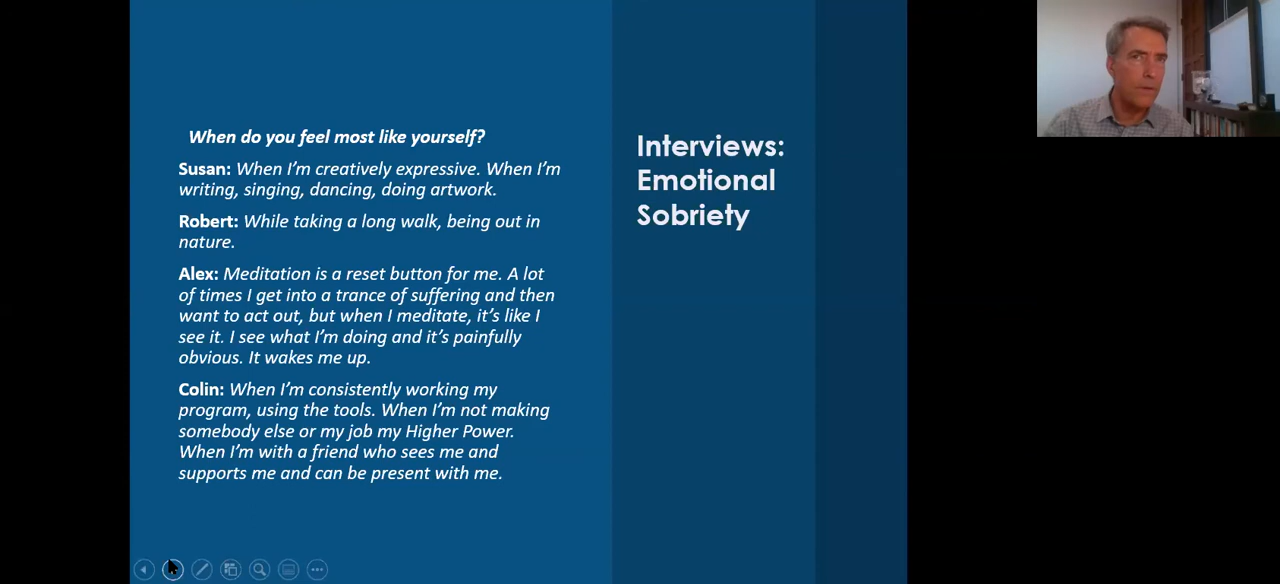 When do you feel most like yourself?
Susan: When I’m creatively expressive. When I’m
writing, singing, dancing, doing artwork.
Robert: While taking a long walk, being out in
nature.
Alex: Meditation is a reset button for me. A lot
of times I get into a trance of suffering and then
want to act out, but when I meditate, it’s like I
see it. I see what I’m doing and it’s painfully
obvious. It wakes me up.
Colin: When I’m consistently working my
program, using the tools. When I’m not making
somebody else or my job my Higher Power.
When I’m with a friend who sees me and
supports me and can be present with me.
Interviews:
Emotional
Sobriety